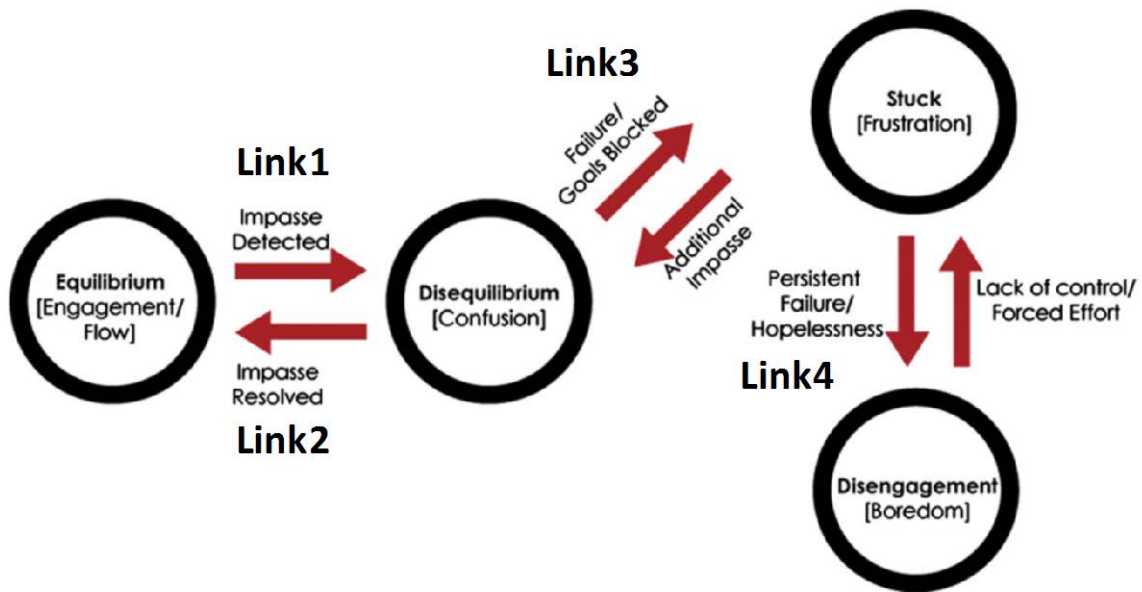 Link1
Impasse
Detected
Equilibrium
[Engagement/
Flow]
Impasse
Resolved
Link2
Disequilibrium
[Confusion]
Link3
Failure/
Goals Blocked
Additional
Impasse
Stuck
[Frustration]
Persistent
Failure/
Hopelessness
Link4
Lack of control/
Forced Effort
Disengagement
[Boredom]